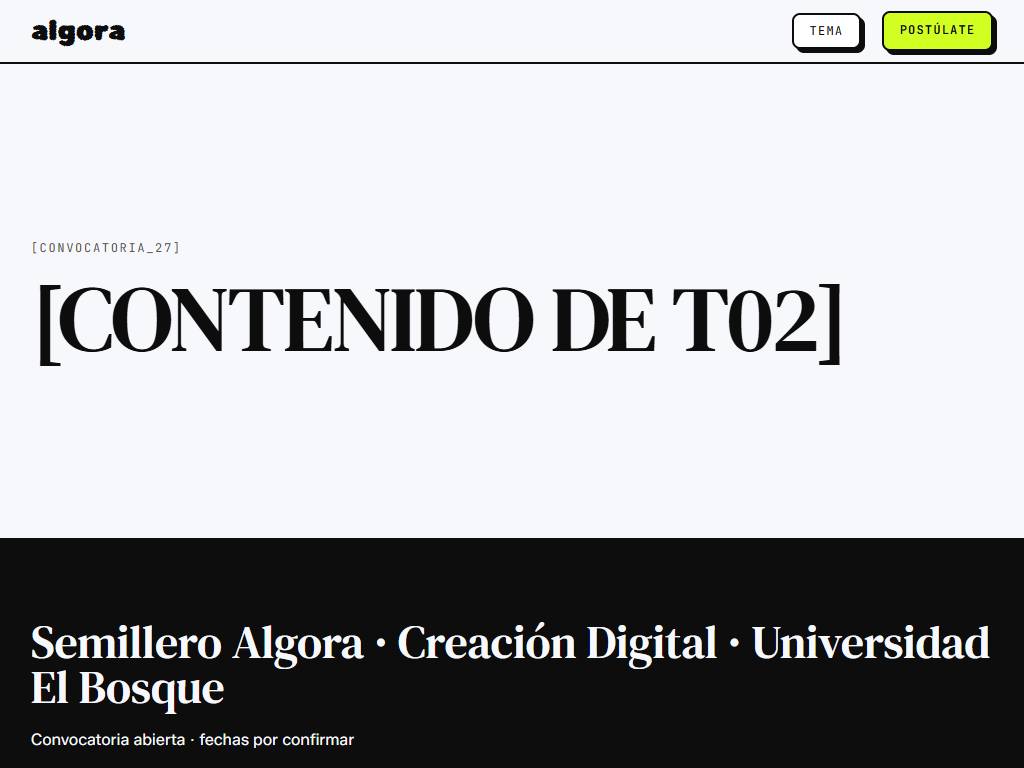 algora
TEMA
POSTÚLATE
[CONVOCATORIA_27]
[CONTENIDO DE T02]
Semillero Algora · Creación Digital · Universidad
El Bosque
Convocatoria abierta · fechas por confirmar